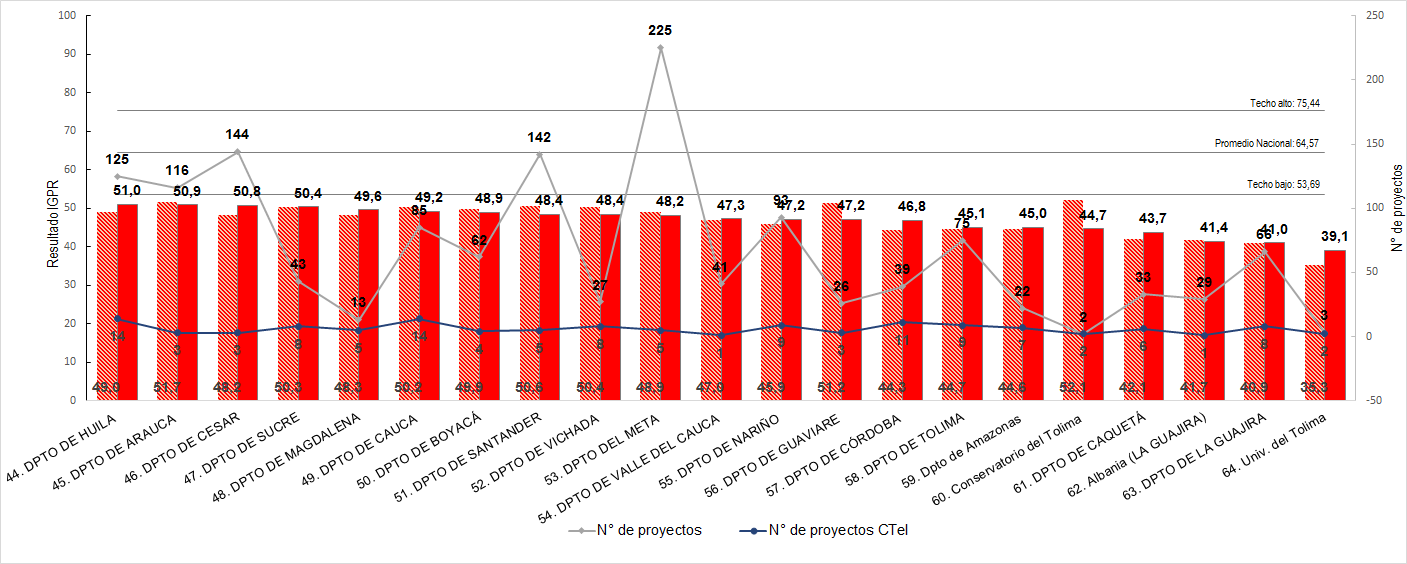 100
90
80
70
60
50
40
30
20
10
0
Resultado IGPR
250
200
150
100
50
0
-50
N° de proyectos
Techo alto: 75,44
Promedio Nacional: 64,57
Techo bajo: 53,69
125 116 144 43 13 85 62 142 27 225 41 93 26 39 75 22 2 33 29 66 3
51,0 50,9 50,8 50,4 49,6 49,2 48,9 48,4 48,4 48,2 47,3 47,2 47,2 46,8 45,1 45,0 44,7 43,7 41,4 41,0 39,1
14 3 3 8 5 14 4 5 8 5 1 9 3 11 9 7 2 6 1 8 2
49,0 51,7 48,2 50,3 48,3 50,2 49,8 50,6 50,4 48,9 47,0 45,9 51,2 44,3 44,7 44,6 52,1 42,1 41,7 40,9 35,3
44. DPTO DE HUILA
45. DPTO DE ARAUCA
46. DPTO DE CESAR
47. DPTO DE SUCRE
48. DPTO DE MAGDALENA
49. DPTO DE CAUCA
50. DPTO DE BOYACÁ
51. DPTO DE SANTANDER
52. DPTO DE VICHADA
53. DPTO DEL META
54. DPTO DE VALLE DEL CAUCA
55. DPTO DE NARIÑO
56. DPTO DE GUAVIARE
57. DPTO DE CÓRDOBA
58. DPTO DE TOLIMA
59. Dpto de Amazonas
60. Conservatorio del Tolima
61. DPTO DE CAQUETÁ
62. Albania (LA GUAJIRA)
63. DPTO DE LA GUAJIRA
64. Univ. del Tolima
N° de proyectos
N° de proyectos CTeI